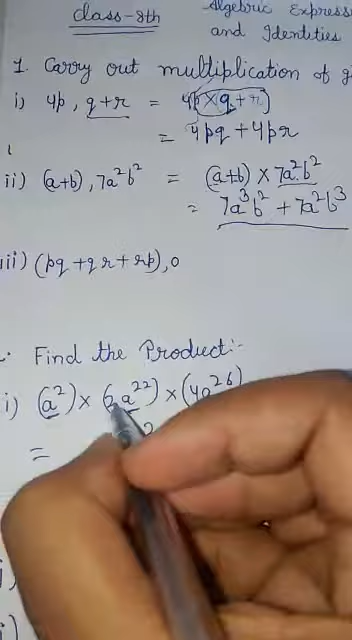 Class-8th Algebric Express
and Identities
1. Carry out multiplication of g
i) 4p, q+r = 4p × q + r
= 4pq + 4pr
ii) (a+b), 7a²b² = (a+b) × 7a²b²
= 7a³b² + 7a²b³
iii) (pq + qr + rp), 0
Find the Product:-
i) (a²) × (2a²²) × (4a²⁶)
=